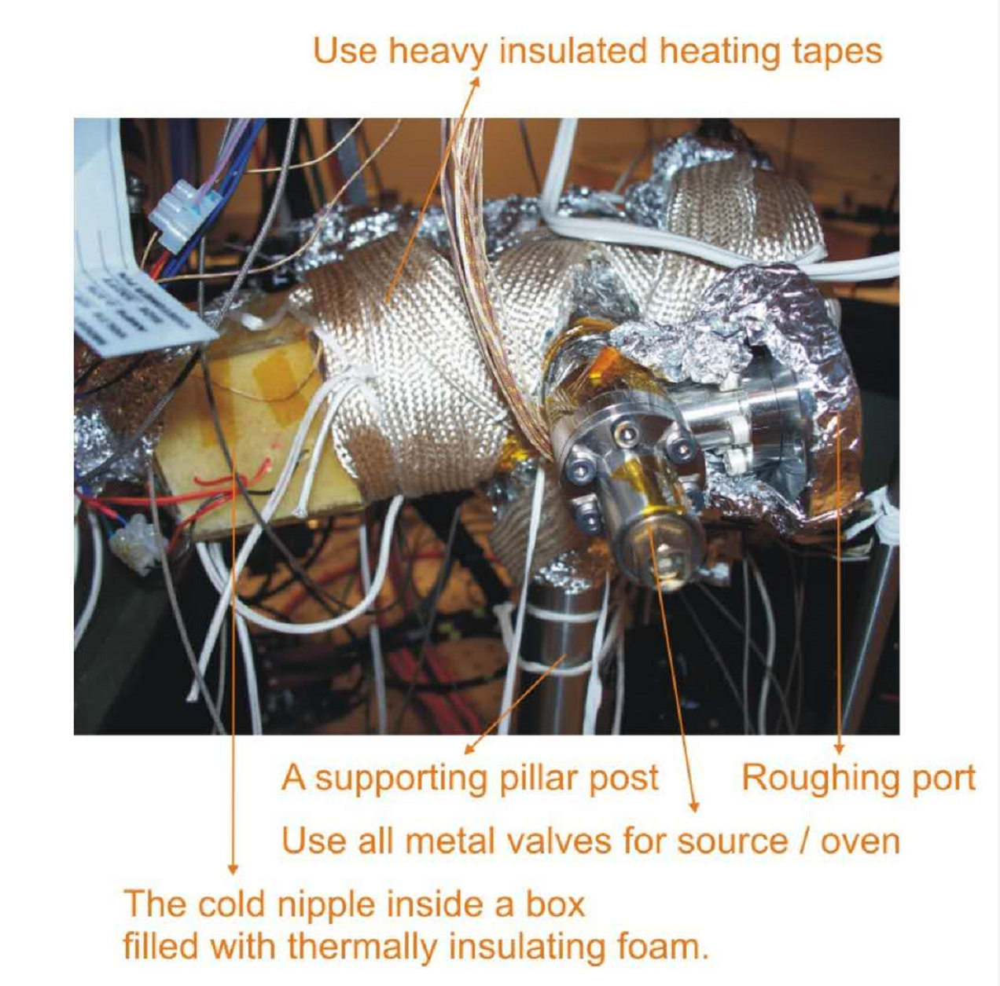 Use heavy insulated heating tapes
A supporting pillar post
Roughing port
Use all metal valves for source / oven
The cold nipple inside a box
filled with thermally insulating foam.